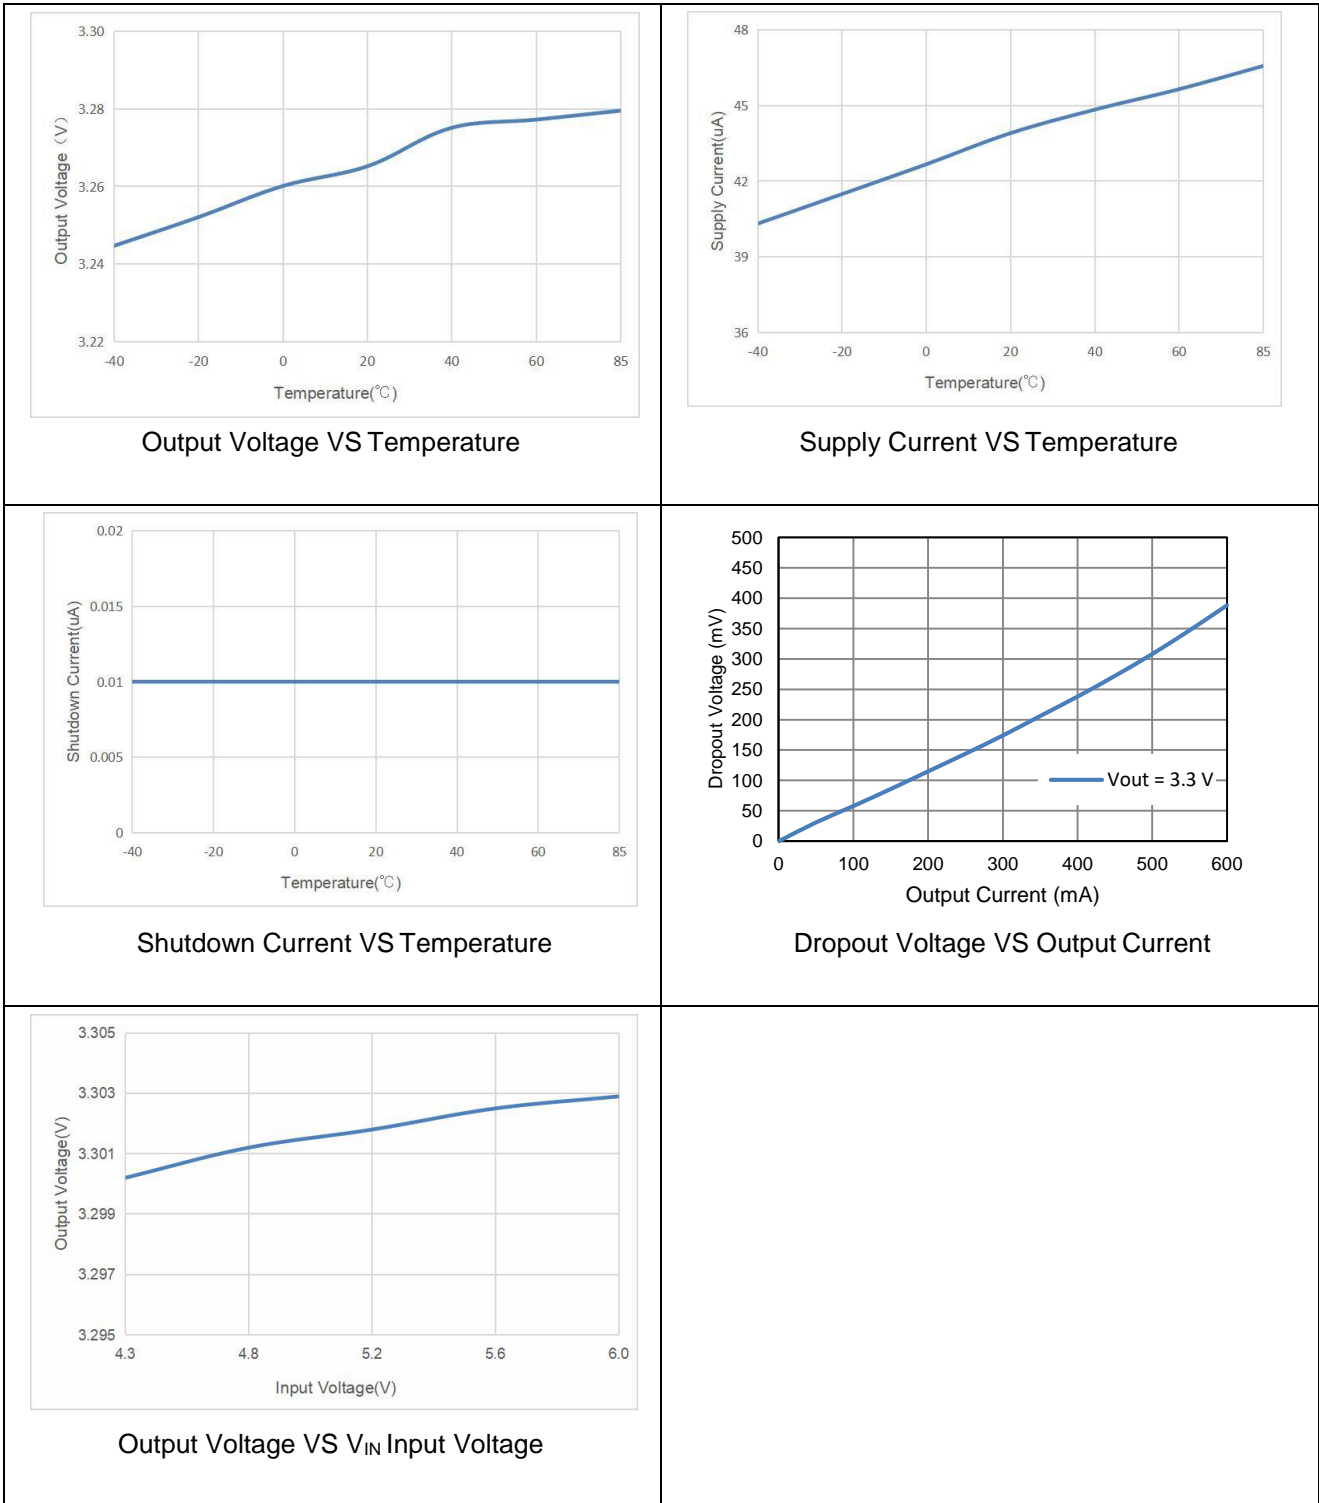 3.30
3.28
3.26
3.24
3.22
Output Voltage（V）
-40 -20 0 20 40 60 85
Temperature(℃)
Output Voltage VS Temperature
48
45
42
39
36
Supply Current(uA)
-40 -20 0 20 40 60 85
Temperature(℃)
Supply Current VS Temperature
0.02
0.015
0.01
0.005
0
Shutdown Current(uA)
-40 -20 0 20 40 60 85
Temperature(℃)
Shutdown Current VS Temperature
500
450
400
350
300
250
200
150
100
50
0
Dropout Voltage (mV)
Vout = 3.3 V
0 100 200 300 400 500 600
Output Current (mA)
Dropout Voltage VS Output Current
3.305
3.303
3.301
3.299
3.297
3.295
Output Voltage(V)
4.3 4.8 5.2 5.6 6.0
Input Voltage(V)
Output Voltage VS VIN Input Voltage